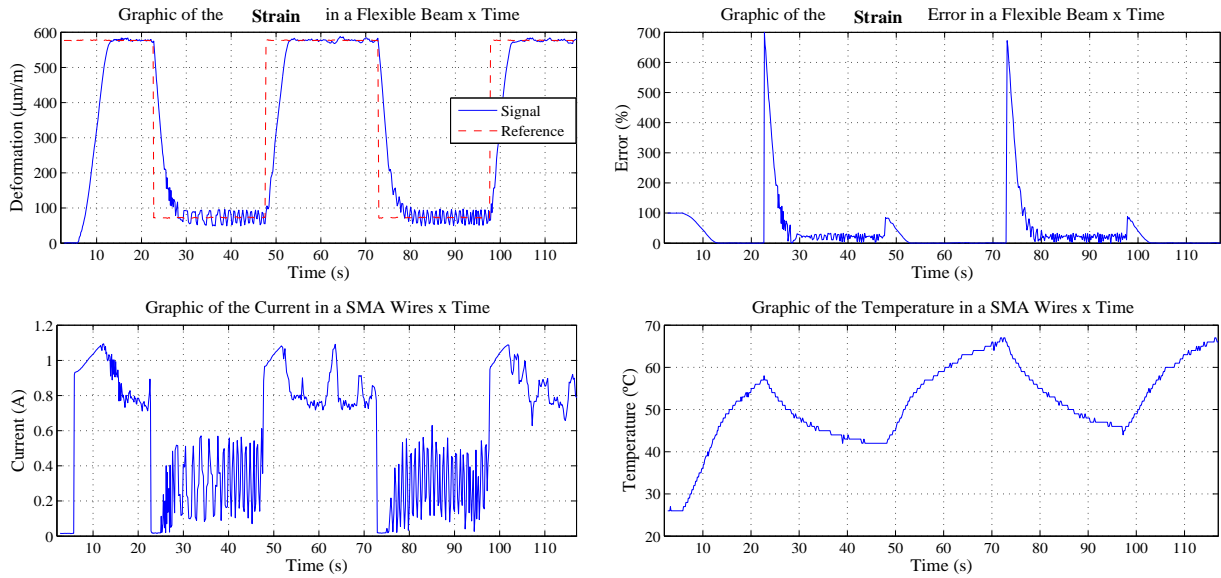 Graphic of the Strain in a Flexible Beam x Time
600
500
400
300
200
100
0
Deformation (µm/m)
Signal
Reference
10 20 30 40 50 60 70 80 90 100 110
Time (s)
Graphic of the Strain Error in a Flexible Beam x Time
700
600
500
400
300
200
100
0
Error (%)
10 20 30 40 50 60 70 80 90 100 110
Time (s)
Graphic of the Current in a SMA Wires x Time
1.2
1
0.8
0.6
0.4
0.2
0
Current (A)
10 20 30 40 50 60 70 80 90 100 110
Time (s)
Graphic of the Temperature in a SMA Wires x Time
70
60
50
40
30
20
Temperature (ºC)
10 20 30 40 50 60 70 80 90 100 110
Time (s)